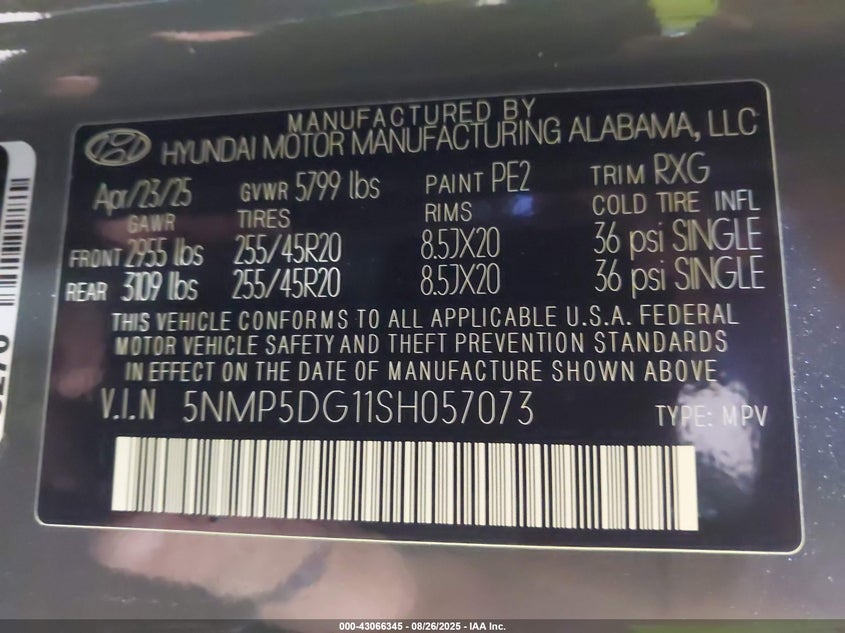 MANUFACTURED BY
HYUNDAI MOTOR MANUFACTURING ALABAMA, LLC
Apr/23/25 GVWR 5799 lbs PAINT PE2 TRIM RXG
GAWR TIRES RIMS COLD TIRE INFL
FRONT 2955 lbs 255/45R20 8.5JX20 36 psi SINGLE
REAR 3109 lbs 255/45R20 8.5JX20 36 psi SINGLE
THIS VEHICLE CONFORMS TO ALL APPLICABLE U.S.A. FEDERAL
MOTOR VEHICLE SAFETY AND THEFT PREVENTION STANDARDS
IN EFFECT ON THE DATE OF MANUFACTURE SHOWN ABOVE
V.I.N 5NMP5DG11SH057073 TYPE: MPV
000-43066345 - 08/26/2025 - IAA Inc.